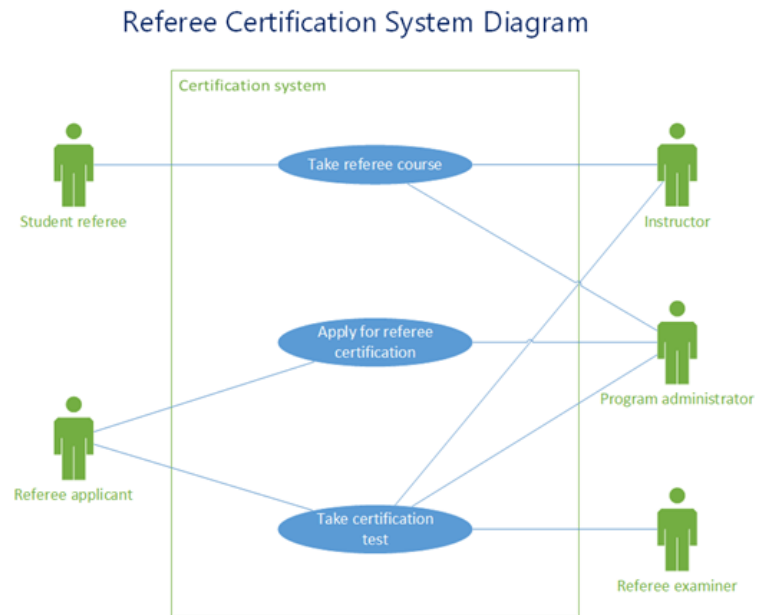 Referee Certification System Diagram
Certification system
Take referee course
Student referee
Instructor
Apply for referee
certification
Program administrator
Referee applicant
Take certification
test
Referee examiner